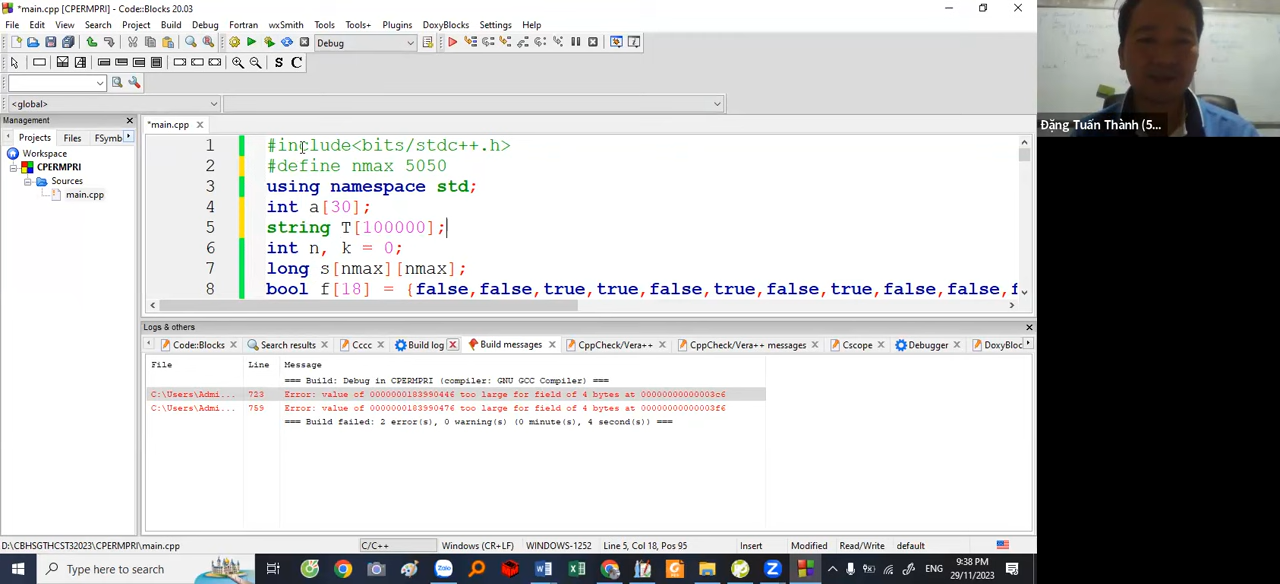 *main.cpp [CPERMPRI] - Code::Blocks 20.03
File Edit View Search Project Build Debug Fortran wxSmith Tools Tools+ Plugins DoxyBlocks Settings Help
Debug
S C
<global>
Management
Projects Files FSymb
Workspace
CPERMPRI
Sources
main.cpp
*main.cpp
1 #include<bits/stdc++.h>
2 #define nmax 5050
3 using namespace std;
4 int a[30];
5 string T[100000];
6 int n, k = 0;
7 long s[nmax][nmax];
8 bool f[18] = {false,false,true,true,false,true,false,true,false,false,f
Logs & others
Code::Blocks Search results Cccc Build log Build messages CppCheck/Vera++ CppCheck/Vera++ messages Cscope Debugger DoxyBloc
File Line Message
=== Build: Debug in CPERMPRI (compiler: GNU GCC Compiler) ===
C:\Users\Admi... 723 Error: value of 0000000183990446 too large for field of 4 bytes at 00000000000003c6
C:\Users\Admi... 759 Error: value of 0000000183990476 too large for field of 4 bytes at 00000000000003f6
=== Build failed: 2 error(s), 0 warning(s) (0 minute(s), 4 second(s)) ===
D:\CBHSGTHCST32023\CPERMPRI\main.cpp C/C++ Windows (CR+LF) WINDOWS-1252 Line 5, Col 18, Pos 95 Insert Modified Read/Write default
Type here to search
Zalo
ENG
9:38 PM
29/11/2023
Đặng Tuấn Thành (5...